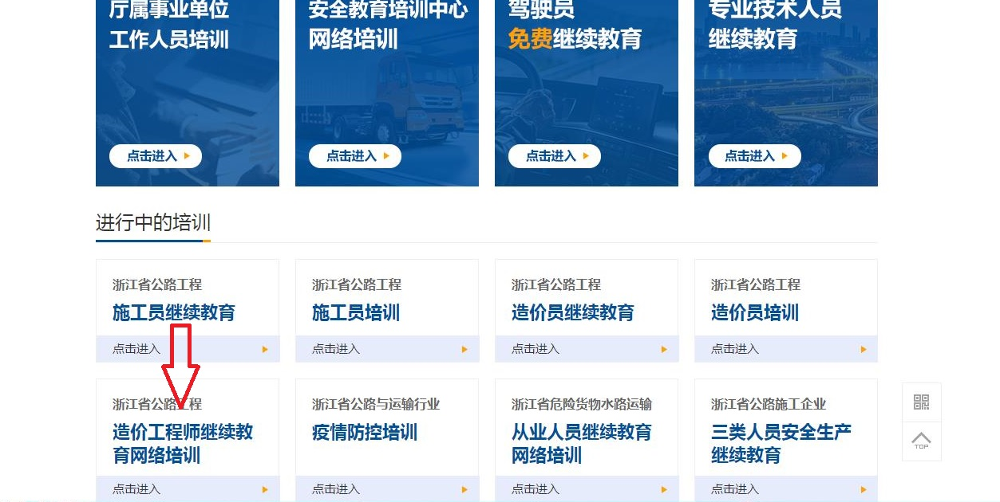 厅属事业单位
工作人员培训
点击进入
安全教育培训中心
网络培训
点击进入
驾驶员
免费继续教育
点击进入
专业技术人员
继续教育
点击进入
进行中的培训
浙江省公路工程
施工员继续教育
点击进入
浙江省公路工程
施工员培训
点击进入
浙江省公路工程
造价员继续教育
点击进入
浙江省公路工程
造价员培训
点击进入
浙江省公路工程
造价工程师继续教
育网络培训
点击进入
浙江省公路与运输行业
疫情防控培训
点击进入
浙江省危险货物水路运输
从业人员继续教育
网络培训
点击进入
浙江省公路施工企业
三类人员安全生产
继续教育
点击进入
TOP